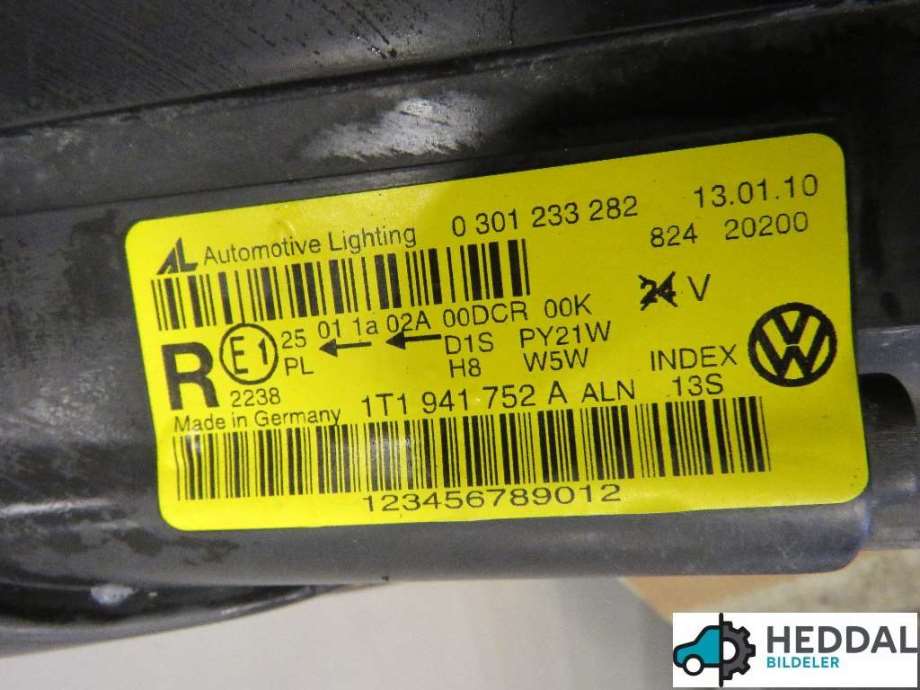 AL Automotive Lighting 0 301 233 282 13.01.10
824 20200
24 V
R E1 25 01 1a 02A 00DCR 00K
PL D1S PY21W
H8 W5W INDEX
2238 13S
Made in Germany 1T1 941 752 A ALN
123456789012
HEDDAL
BILDELER